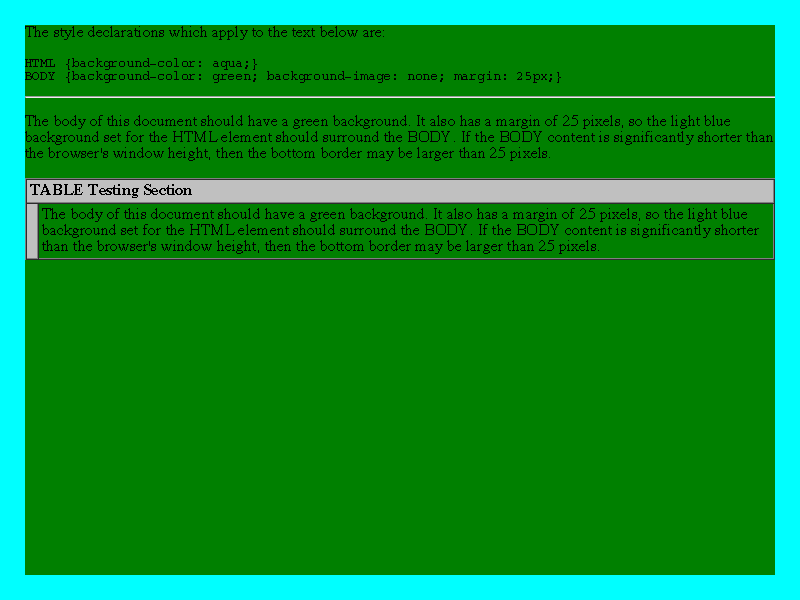 The style declarations which apply to the text below are:
HTML {background-color: aqua;}
BODY {background-color: green; background-image: none; margin: 25px;}
The body of this document should have a green background. It also has a margin of 25 pixels, so the light blue
background set for the HTML element should surround the BODY. If the BODY content is significantly shorter than
the browser's window height, then the bottom border may be larger than 25 pixels.
TABLE Testing Section
The body of this document should have a green background. It also has a margin of 25 pixels, so the light blue
background set for the HTML element should surround the BODY. If the BODY content is significantly shorter
than the browser's window height, then the bottom border may be larger than 25 pixels.